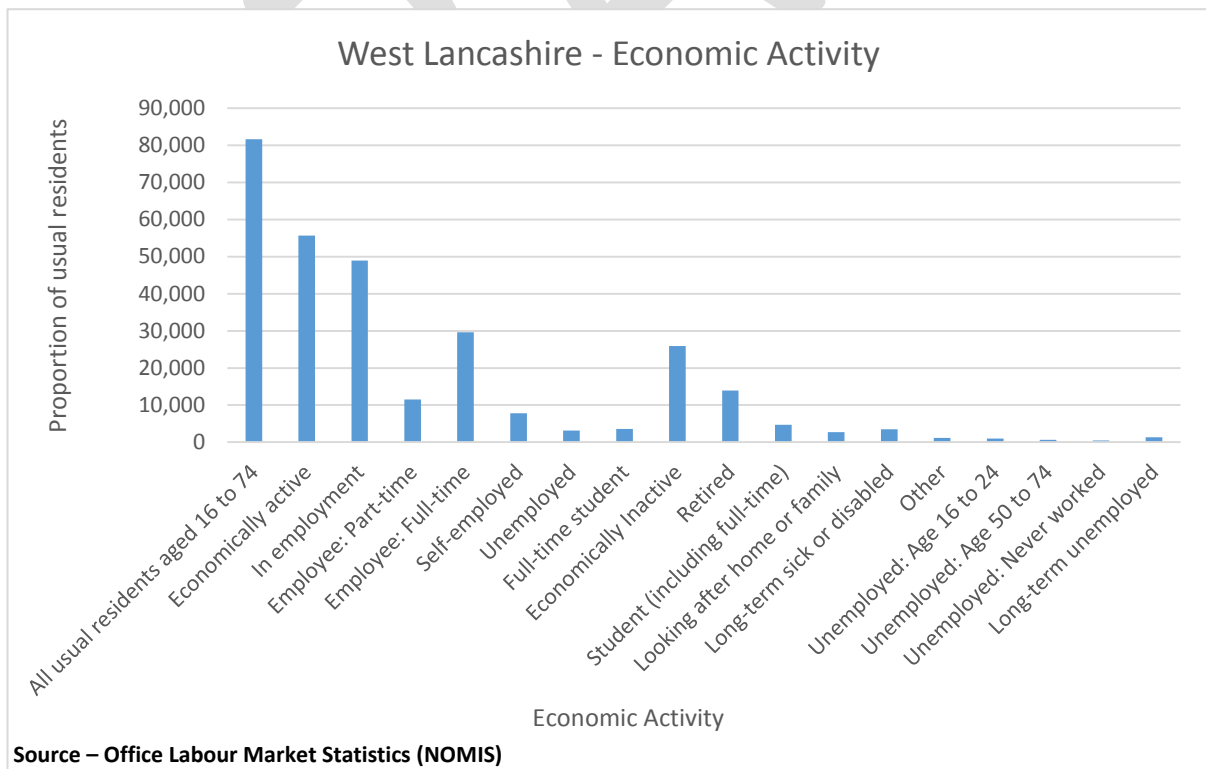 West Lancashire - Economic Activity
Proportion of usual residents
90,000
80,000
70,000
60,000
50,000
40,000
30,000
20,000
10,000
0
All usual residents aged 16 to 74
Economically active
In employment
Employee: Part-time
Employee: Full-time
Self-employed
Unemployed
Full-time student
Economically Inactive
Retired
Student (including full-time)
Looking after home or family
Long-term sick or disabled
Other
Unemployed: Age 16 to 24
Unemployed: Age 50 to 74
Unemployed: Never worked
Long-term unemployed
Economic Activity
Source – Office Labour Market Statistics (NOMIS)